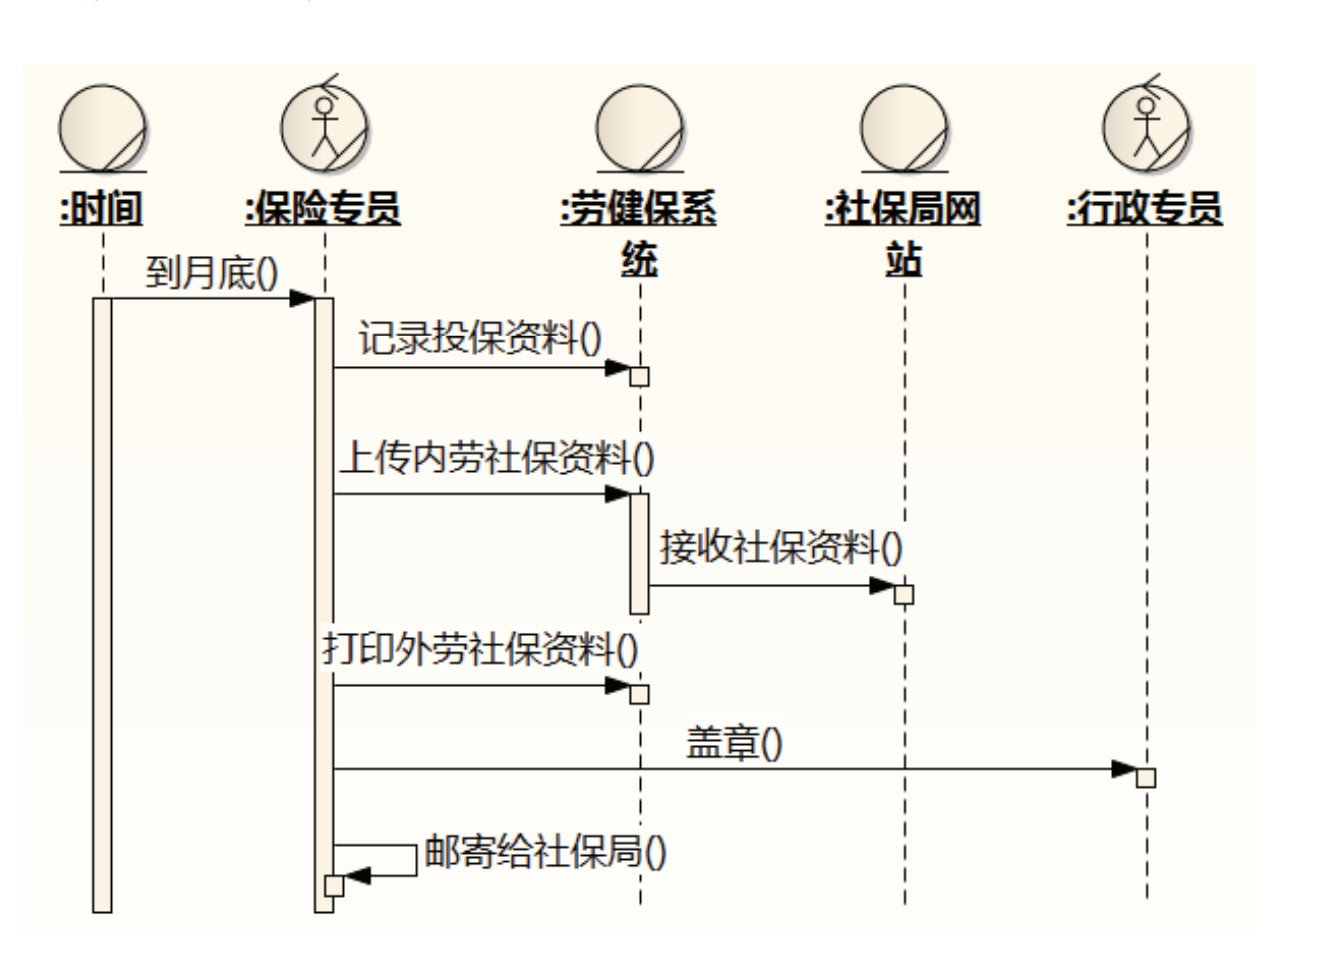 :时间
:保险专员
:劳健保系
统
:社保局网
站
:行政专员
到月底()
记录投保资料()
上传内劳社保资料()
接收社保资料()
打印外劳社保资料()
盖章()
邮寄给社保局()